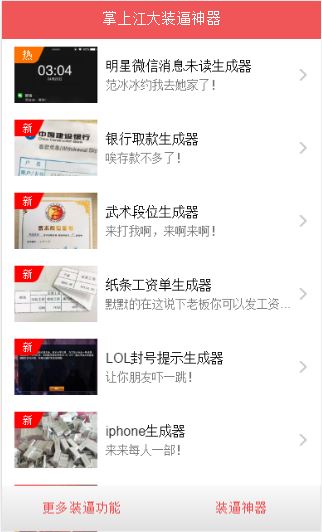 掌上江大装逼神器
热
03:04
明星微信消息未读生成器
范冰冰约我去她家了！
新
中国建设银行
银行取款生成器
唉存款不多了！
新
武术段位生成器
来打我啊，来啊来啊！
新
纸条工资单生成器
默默的在这说下老板你可以发工资...
新
LOL封号提示生成器
让你朋友吓一跳！
新
iphone生成器
来来每人一部！
更多装逼功能
装逼神器